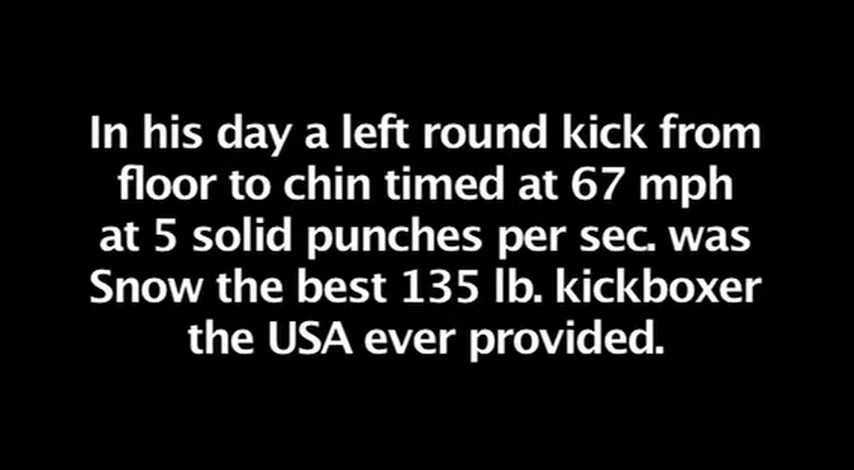 In his day a left round kick from
floor to chin timed at 67 mph
at 5 solid punches per sec. was
Snow the best 135 lb. kickboxer
the USA ever provided.